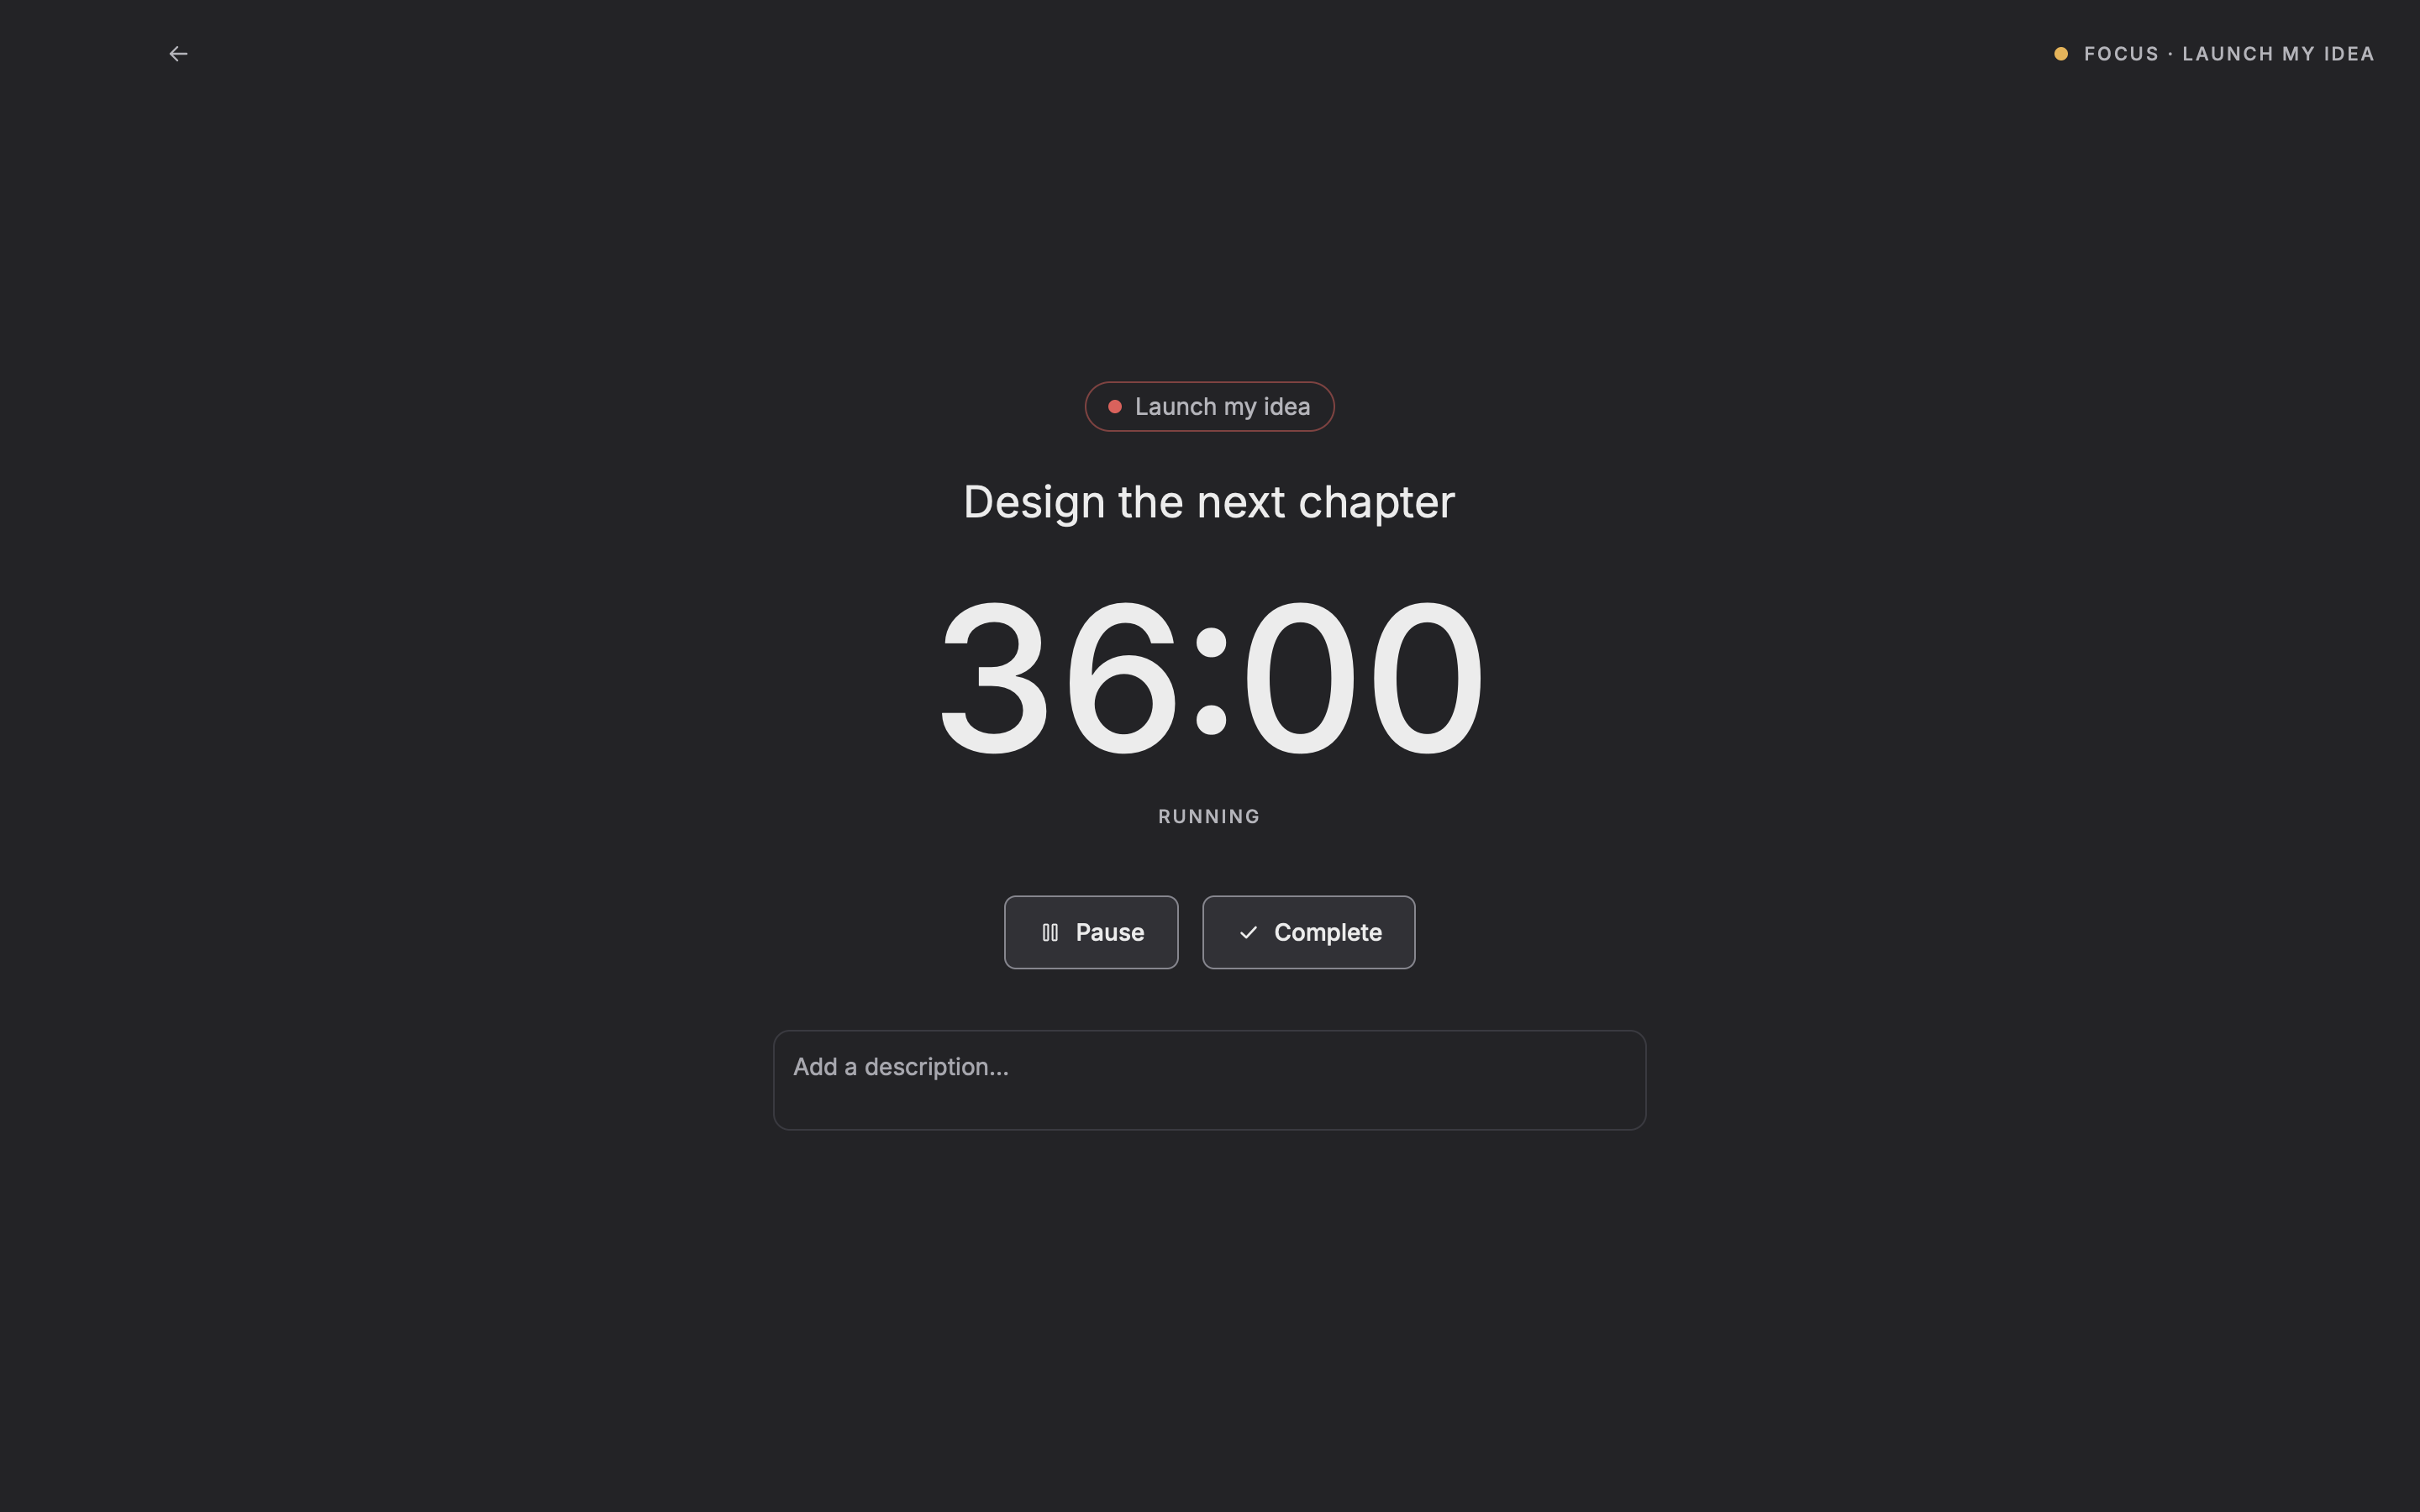 FOCUS · LAUNCH MY IDEA
Launch my idea
Design the next chapter
36:00
RUNNING
Pause
Complete
Add a description...